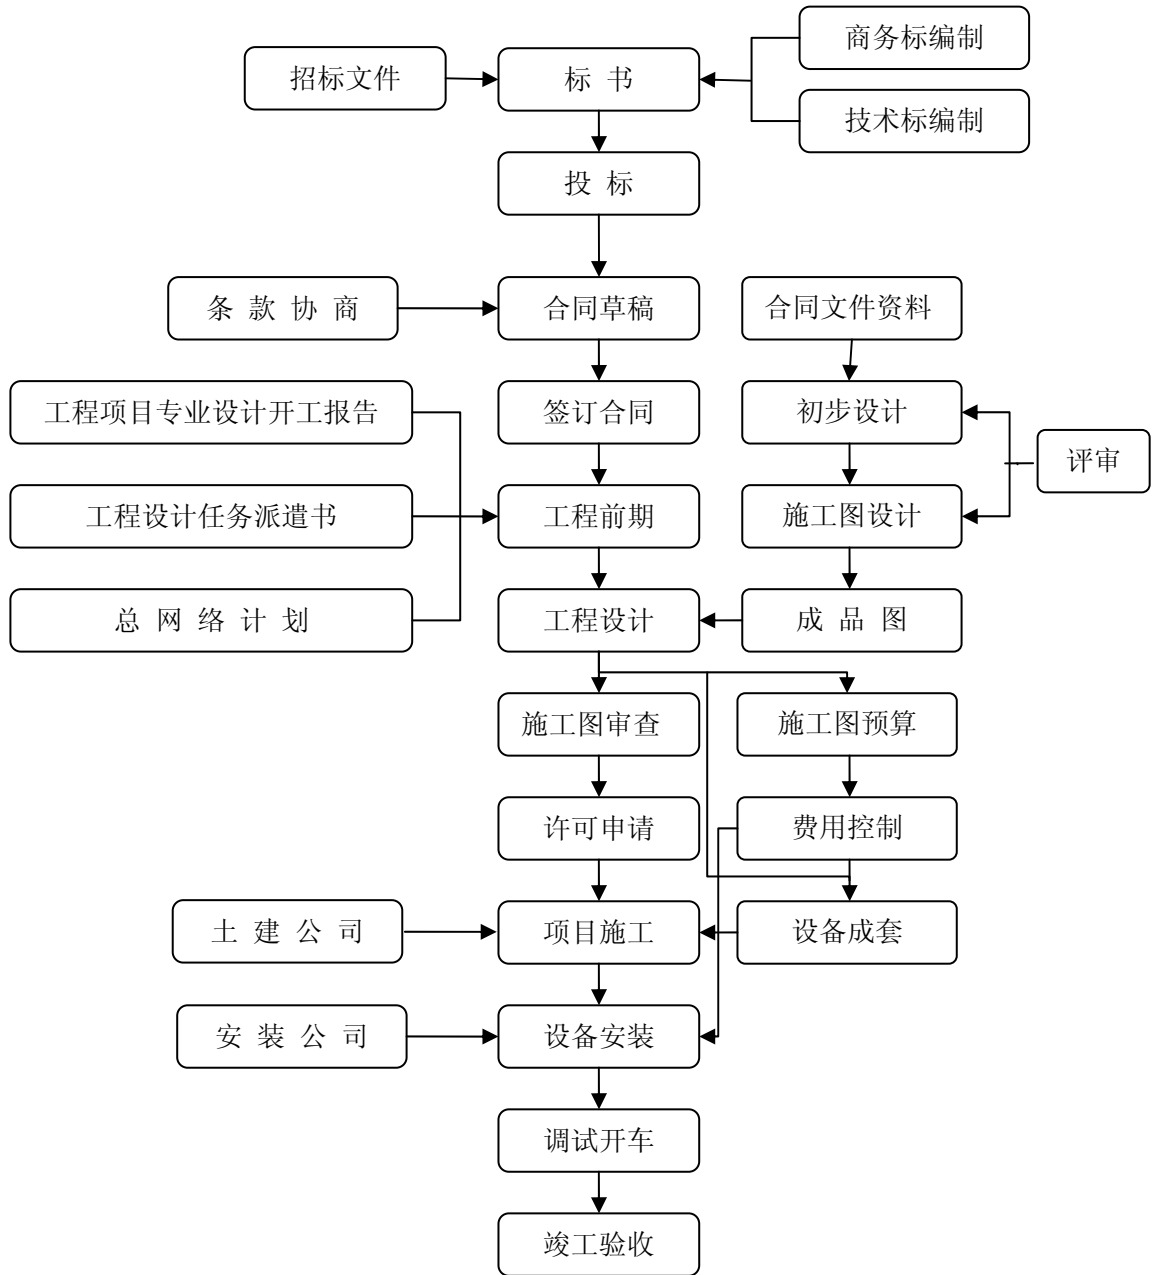 商务标编制
招标文件
标 书
技术标编制
投 标
条 款 协 商
合同草稿
合同文件资料
工程项目专业设计开工报告
签订合同
初步设计
评审
工程设计任务派遣书
工程前期
施工图设计
总 网 络 计 划
工程设计
成 品 图
施工图审查
施工图预算
许可申请
费用控制
土 建 公 司
项目施工
设备成套
安 装 公 司
设备安装
调试开车
竣工验收